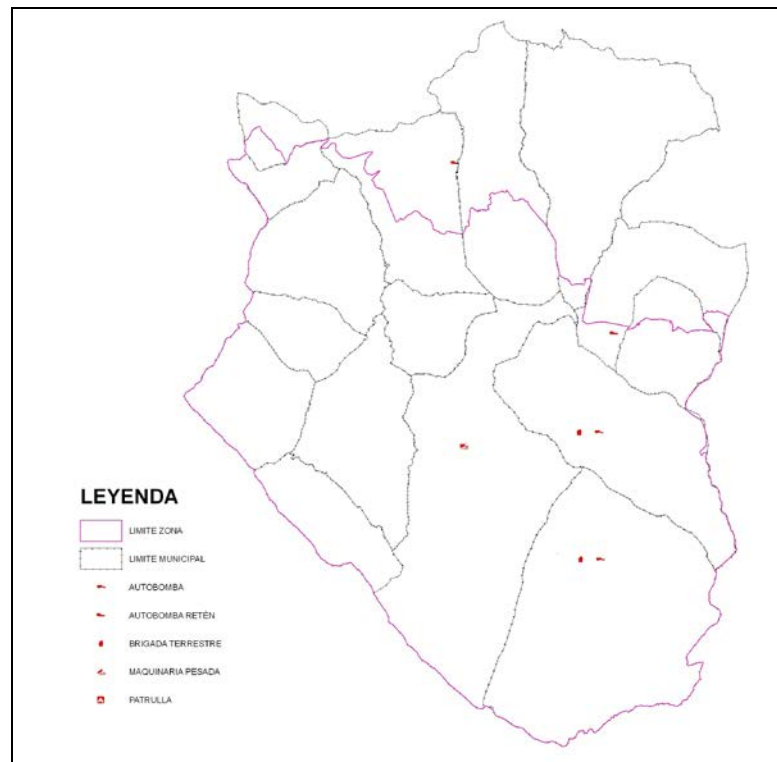 LEYENDA
LIMITE ZONA
LIMITE MUNICIPAL
AUTOBOMBA
AUTOBOMBA RETÉN
BRIGADA TERRESTRE
MAQUINARIA PESADA
PATRULLA